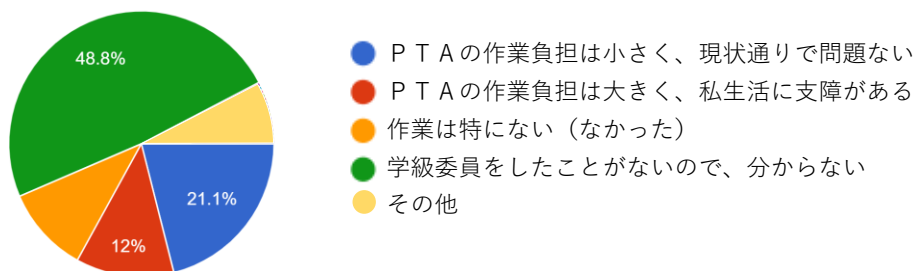 48.8%
21.1%
12%
ＰＴＡの作業負担は小さく、現状通りで問題ない
ＰＴＡの作業負担は大きく、私生活に支障がある
作業は特にない（なかった）
学級委員をしたことがないので、分からない
その他